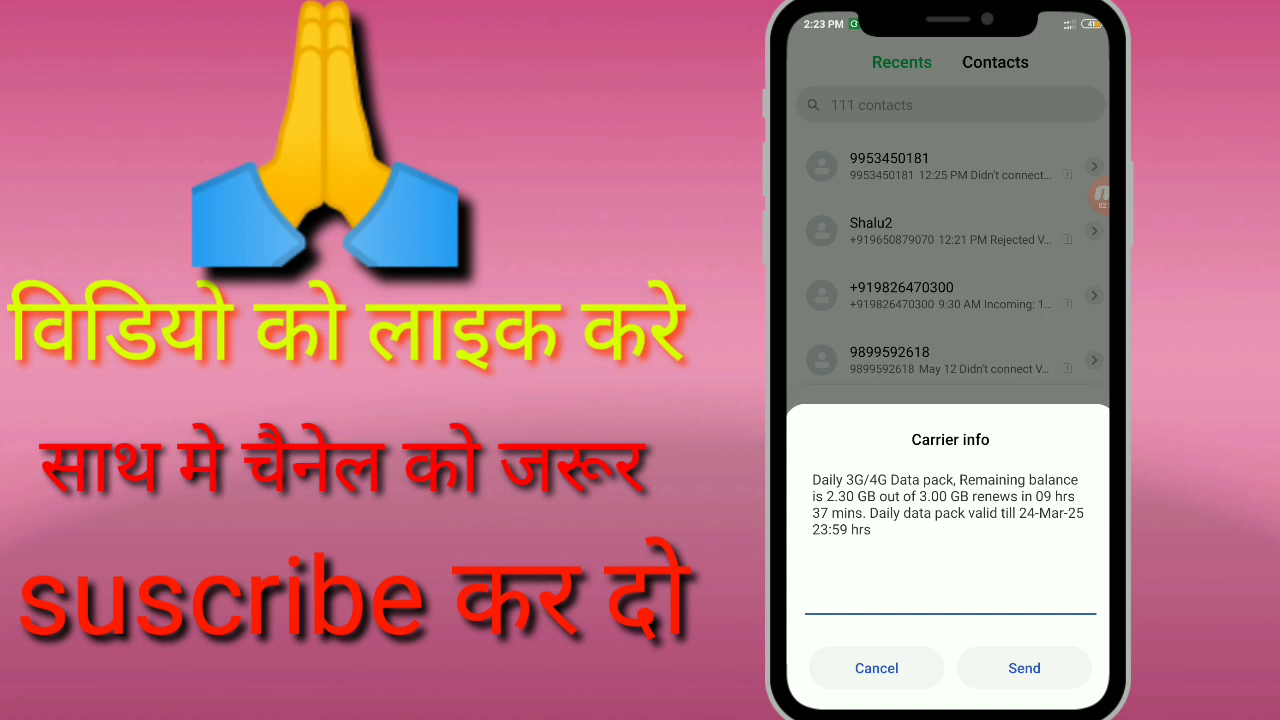 विडियो को लाइक करे
साथ मे चैनेल को जरूर
suscribe कर दो
2:23 PM
41
Recents Contacts
111 contacts
9953450181
9953450181 12:25 PM Didn't connect...
Shalu2
+919650879070 12:21 PM Rejected V...
+919826470300
+919826470300 9:30 AM Incoming: 1...
9899592618
9899592618 May 12 Didn't connect V...
Carrier info
Daily 3G/4G Data pack, Remaining balance
is 2.30 GB out of 3.00 GB renews in 09 hrs
37 mins. Daily data pack valid till 24-Mar-25
23:59 hrs
Cancel Send